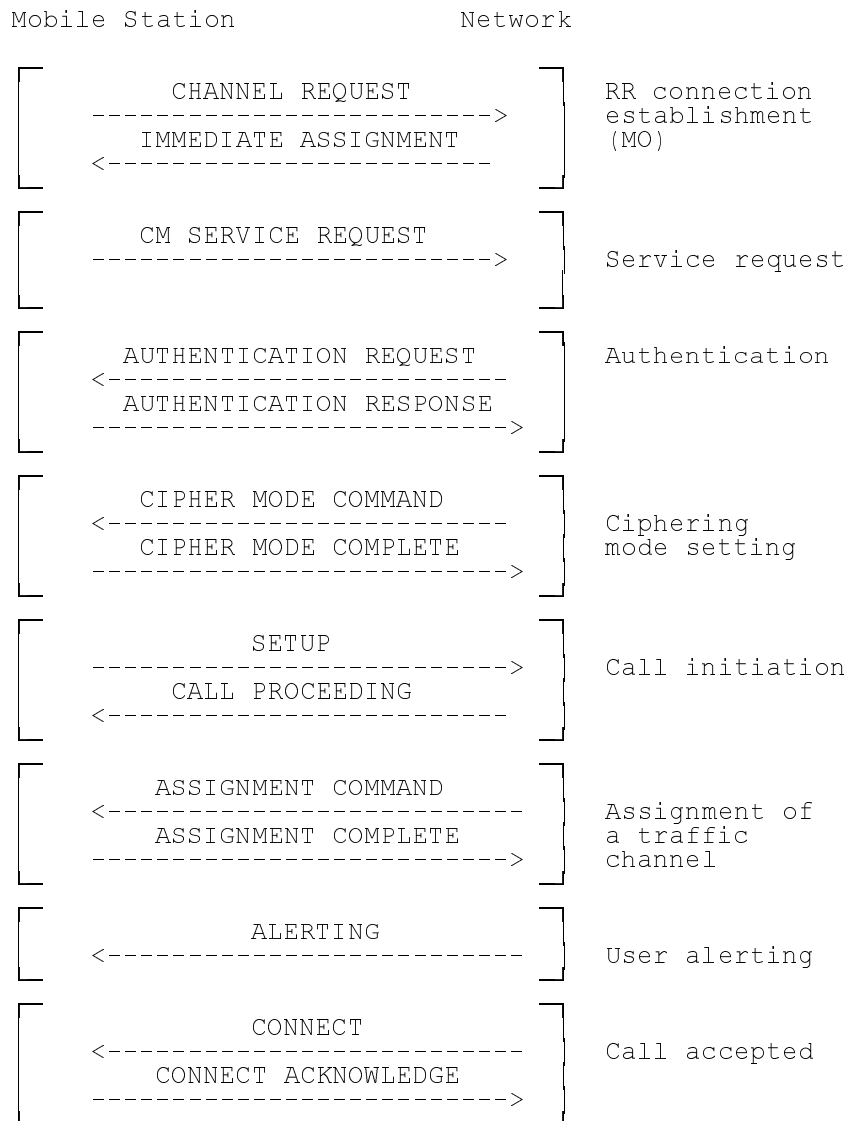 Mobile Station Network
CHANNEL REQUEST RR connection
------------------------->  establishment
IMMEDIATE ASSIGNMENT (MO)
<------------------------
CM SERVICE REQUEST
-------------------------> Service request
AUTHENTICATION REQUEST Authentication
<-------------------------
AUTHENTICATION RESPONSE
-------------------------->
CIPHER MODE COMMAND
<------------------------- Ciphering
CIPHER MODE COMPLETE mode setting
-------------------------->
SETUP
--------------------------> Call initiation
CALL PROCEEDING
<-------------------------
ASSIGNMENT COMMAND
<-------------------------- Assignment of
ASSIGNMENT COMPLETE a traffic
--------------------------> channel
ALERTING
<-------------------------- User alerting
CONNECT
<-------------------------- Call accepted
CONNECT ACKNOWLEDGE
-------------------------->